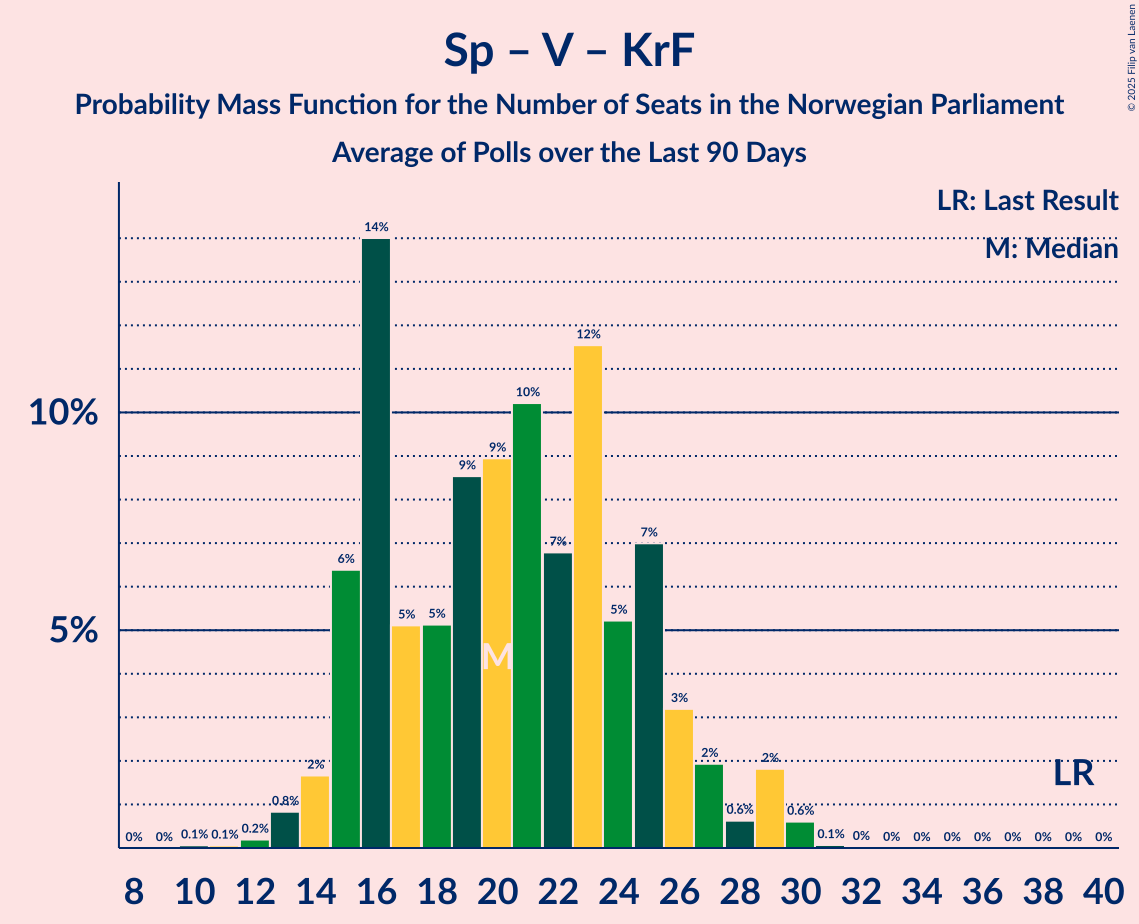 Sp – V – KrF
Probability Mass Function for the Number of Seats in the Norwegian Parliament
Average of Polls over the Last 90 Days
© 2025 Filip van Laenen
LR: Last Result
M: Median
10%
5%
0% 0% 0.1% 0.1% 0.2% 0.8% 2% 6% 14% 5% 5% 9% 9% 10% 7% 12% 5% 7% 3% 2% 0.6% 2% 0.6% 0.1% 0% 0% 0% 0% 0% 0% 0% 0% 0%
M
LR
8 10 12 14 16 18 20 22 24 26 28 30 32 34 36 38 40